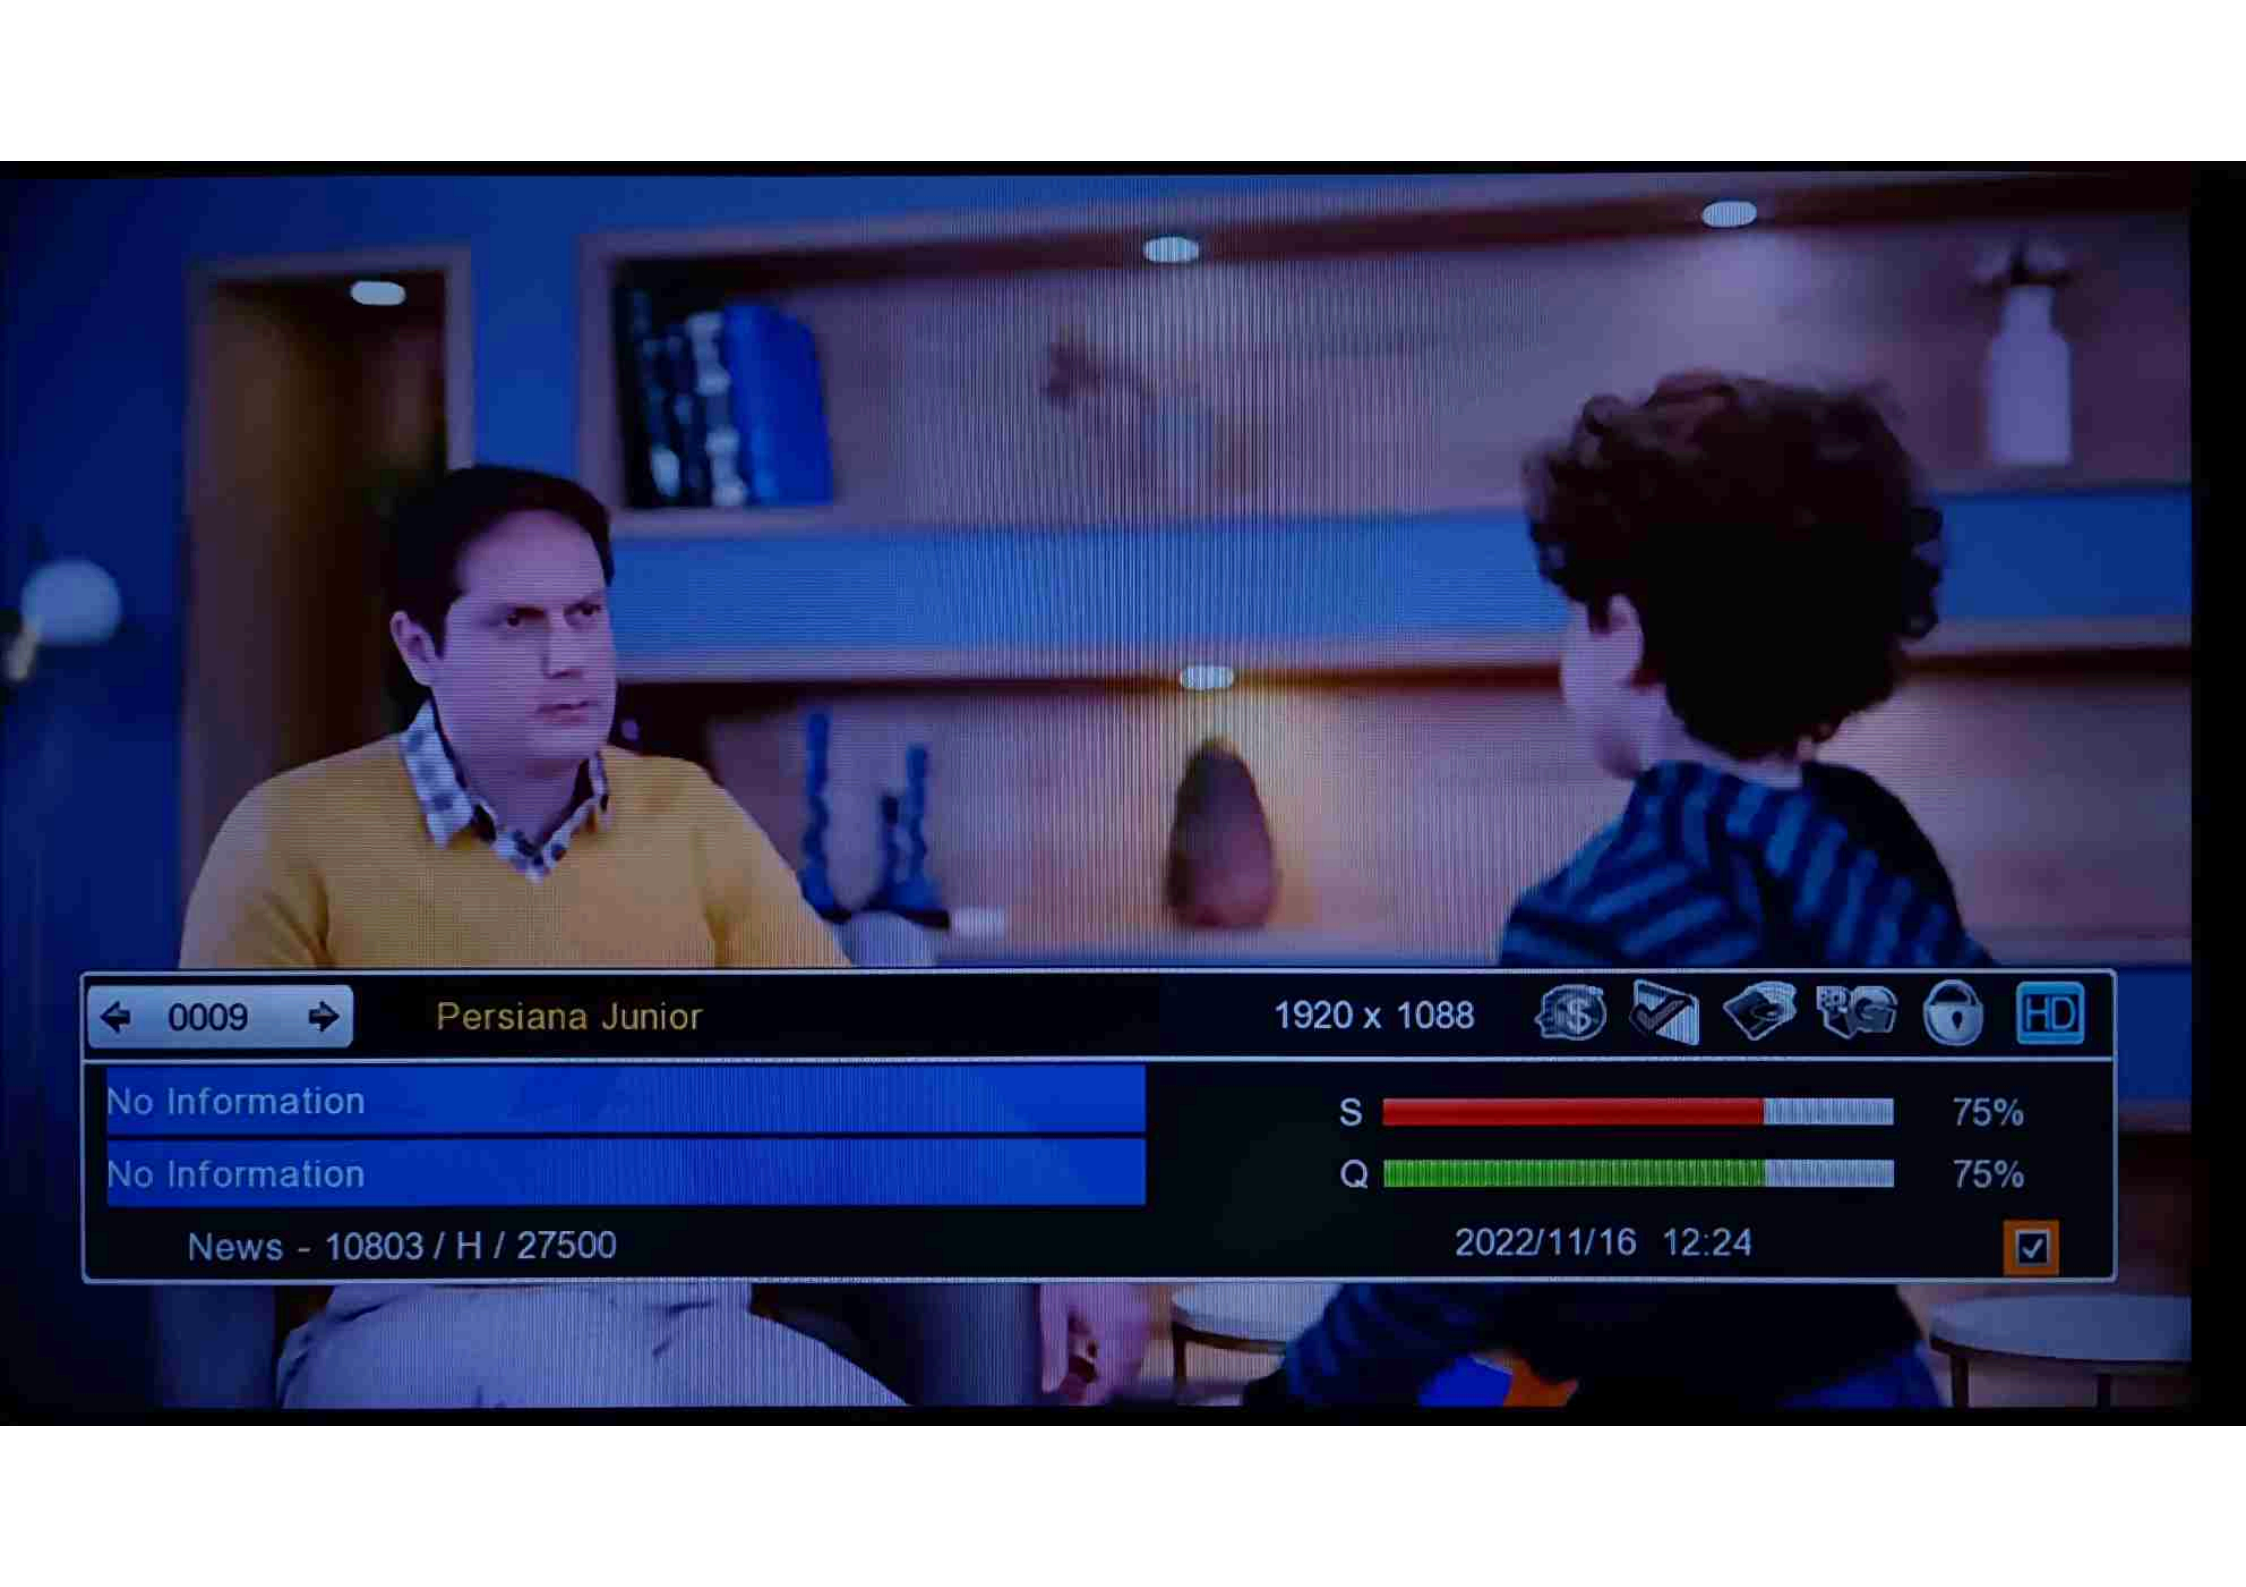 0009 Persiana Junior 1920 x 1088 HD
No Information
S 75%
No Information
Q 75%
News - 10803 / H / 27500
2022/11/16 12:24